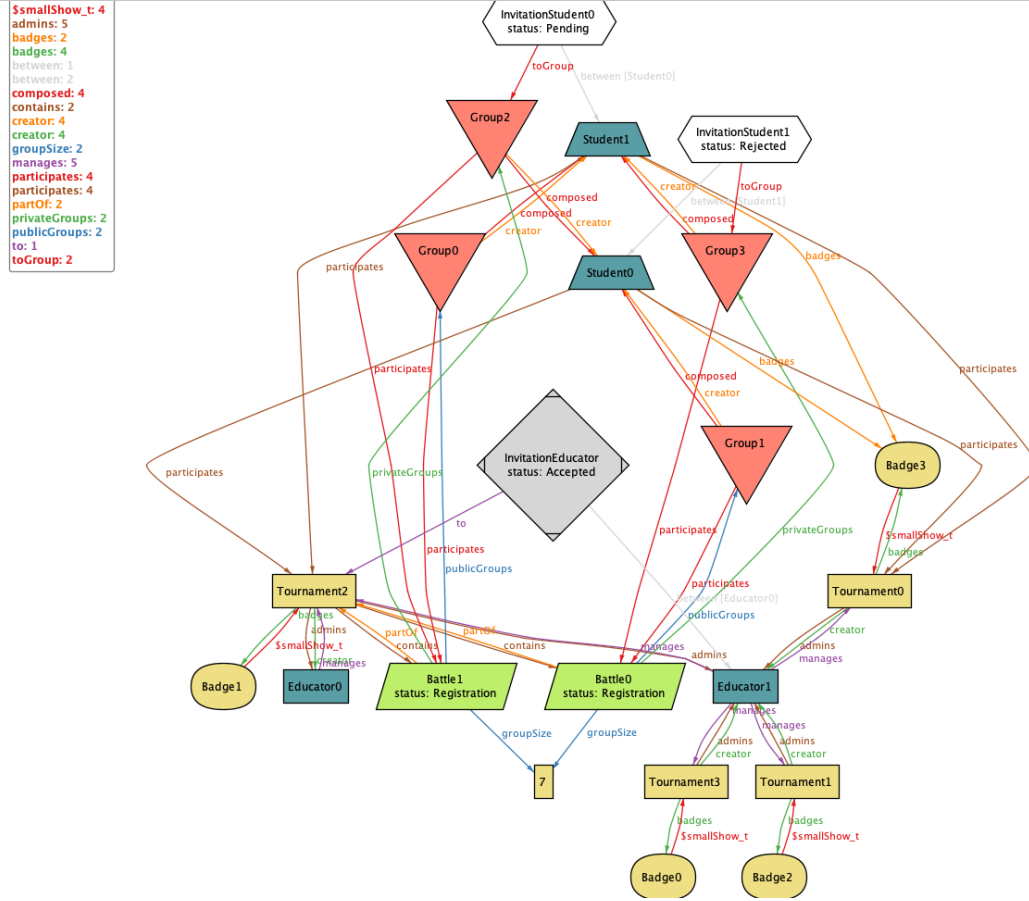 $smallShow_t: 4
admins: 5
badges: 2
badges: 4
between: 1
between: 2
composed: 4
contains: 2
creator: 4
creator: 4
groupSize: 2
manages: 5
participates: 4
participates: 4
partOf: 2
privateGroups: 2
publicGroups: 2
to: 1
toGroup: 2
InvitationStudent0
status: Pending
toGroup
between [Student0]
Group2
Student1
InvitationStudent1
status: Rejected
creator
toGroup
composed
between [Student1]
composed
creator
composed
creator
Group0
Group3
participates
Student0
badges
participates
badges
participates
composed
creator
Group1
participates
participates
InvitationEducator
status: Accepted
Badge3
privateGroups
to
participates
privateGroups
$smallShow_t
participates
badges
publicGroups
participates
Tournament2
between [Educator0]
Tournament0
badges
publicGroups
admins
partOf
partOf
creator
$smallShow_t
contains
contains
manages
admins
admins
creator
manages
manages
Badge1
Educator0
Battle1
status: Registration
Battle0
status: Registration
Educator1
manages
groupSize
groupSize
manages
admins
admins
creator
creator
7
Tournament3
Tournament1
badges
badges
$smallShow_t
$smallShow_t
Badge0
Badge2